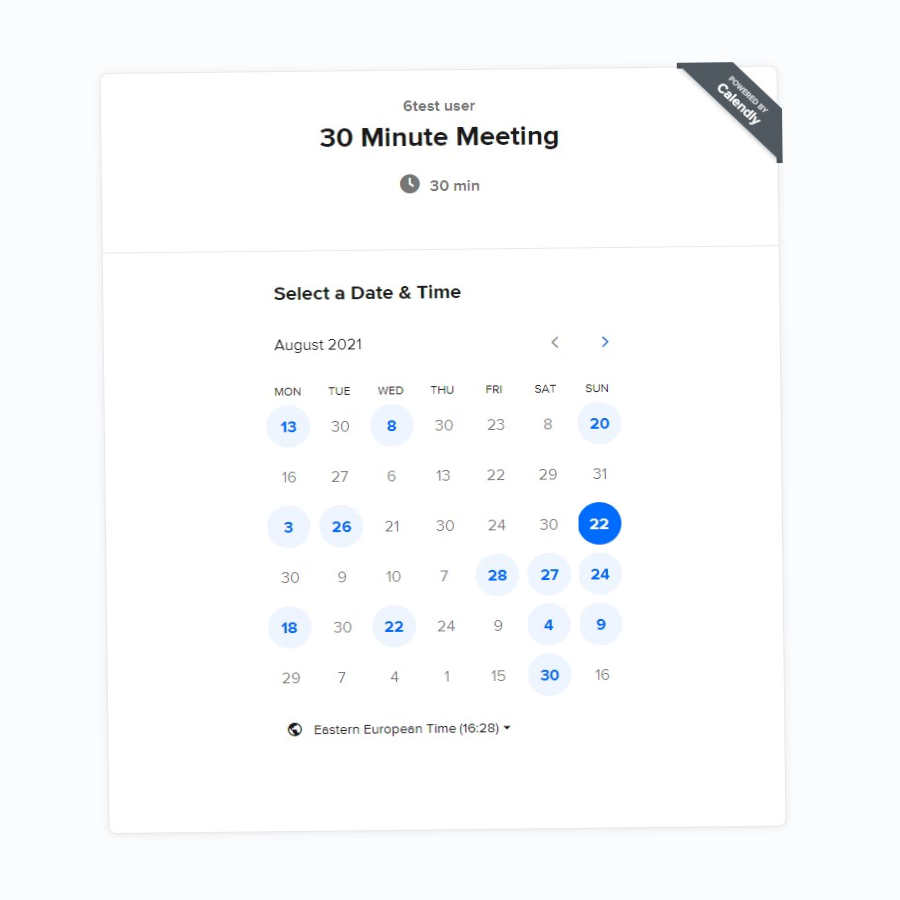 POWERED BY
Calendly
6test user
30 Minute Meeting
30 min
Select a Date & Time
August 2021
MON TUE WED THU FRI SAT SUN
13 30 8 30 23 8 20
16 27 6 13 22 29 31
3 26 21 30 24 30 22
30 9 10 7 28 27 24
18 30 22 24 9 4 9
29 7 4 1 15 30 16
Eastern European Time (16:28)